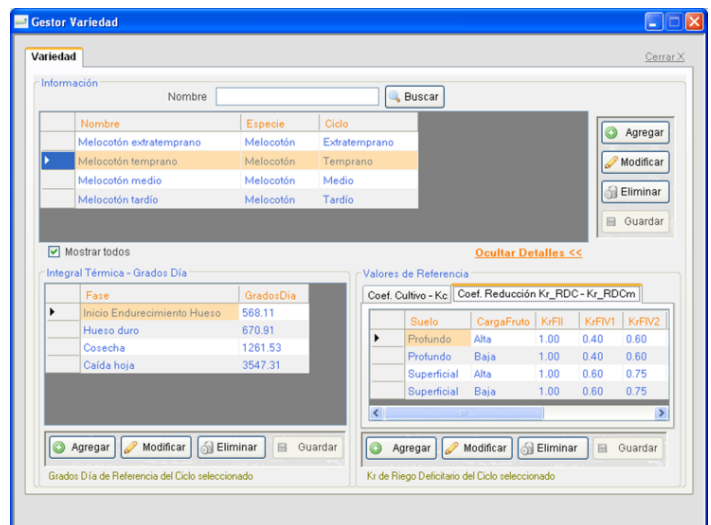 Gestor Variedad
Variedad
Cerrar X
Información
Nombre
Buscar
Nombre Especie Ciclo
Melocotón extratemprano Melocotón Extratemprano
Melocotón temprano Melocotón Temprano
Melocotón medio Melocotón Medio
Melocotón tardío Melocotón Tardío
Agregar
Modificar
Eliminar
Guardar
Mostrar todos
Ocultar Detalles <<
Integral Térmica - Grados Día
Fase GradosDia
Inicio Endurecimiento Hueso 568.11
Hueso duro 670.91
Cosecha 1261.53
Caída hoja 3547.31
Agregar Modificar Eliminar Guardar
Grados Día de Referencia del Ciclo seleccionado
Valores de Referencia
Coef. Cultivo - Kc Coef. Reducción Kr_RDC - Kr_RDCm
Suelo CargaFruto KrFII KrFIV1 KrFIV2
Profundo Alta 1.00 0.40 0.60
Profundo Baja 1.00 0.40 0.60
Superficial Alta 1.00 0.60 0.75
Superficial Baja 1.00 0.60 0.75
Agregar Modificar Eliminar Guardar
Kr de Riego Deficitario del Ciclo seleccionado